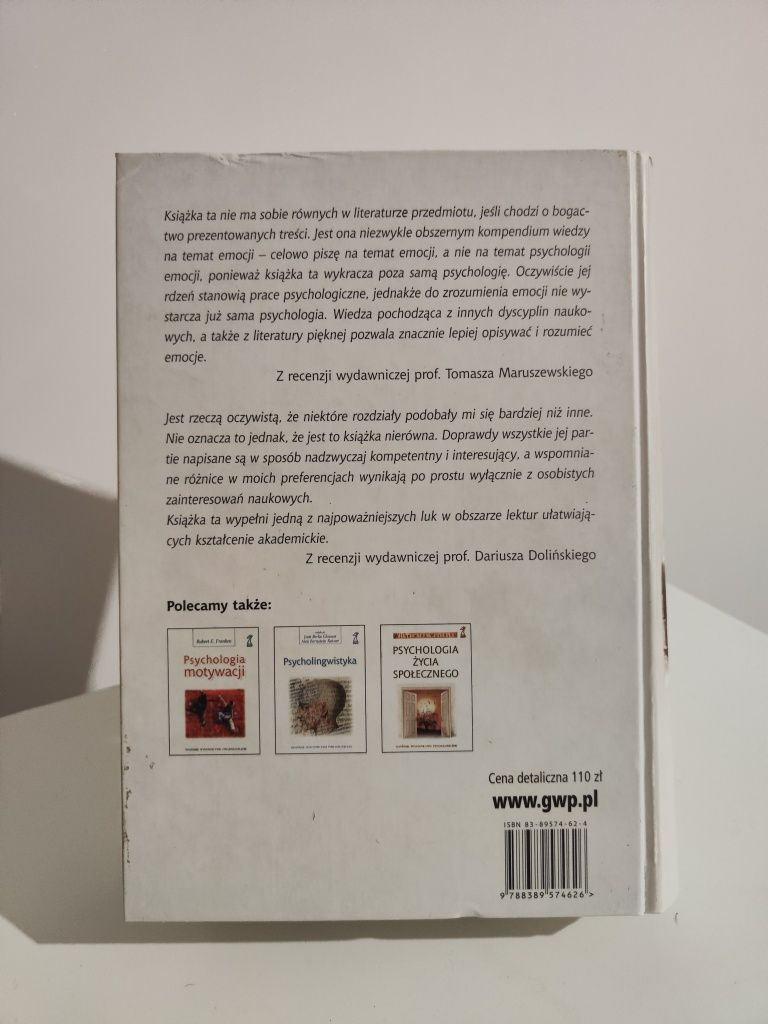 Książka ta nie ma sobie równych w literaturze przedmiotu, jeśli chodzi o bogac-
two prezentowanych treści. Jest ona niezwykle obszernym kompendium wiedzy
na temat emocji – celowo piszę na temat emocji, a nie na temat psychologii
emocji, ponieważ książka ta wykracza poza samą psychologię. Oczywiście jej
rdzeń stanowią prace psychologiczne, jednakże do zrozumienia emocji nie wy-
starcza już sama psychologia. Wiedza pochodząca z innych dyscyplin nauko-
wych, a także z literatury pięknej pozwala znacznie lepiej opisywać i rozumieć
emocje.
Z recenzji wydawniczej prof. Tomasza Maruszewskiego
Jest rzeczą oczywistą, że niektóre rozdziały podobały mi się bardziej niż inne.
Nie oznacza to jednak, że jest to książka nierówna. Doprawdy wszystkie jej par-
tie napisane są w sposób nadzwyczaj kompetentny i interesujący, a wspomnia-
ne różnice w moich preferencjach wynikają po prostu wyłącznie z osobistych
zainteresowań naukowych.
Książka ta wypełni jedną z najpoważniejszych luk w obszarze lektur ułatwiają-
cych kształcenie akademickie.
Z recenzji wydawniczej prof. Dariusza Dolińskiego
Polecamy także:
Robert E. Franken
Psychologia
motywacji
Psycholingwistyka
PSYCHOLOGIA
ŻYCIA
SPOŁECZNEGO
Cena detaliczna 110 zł
www.gwp.pl
ISBN 83-89574-62-4
9 788389 574626 >